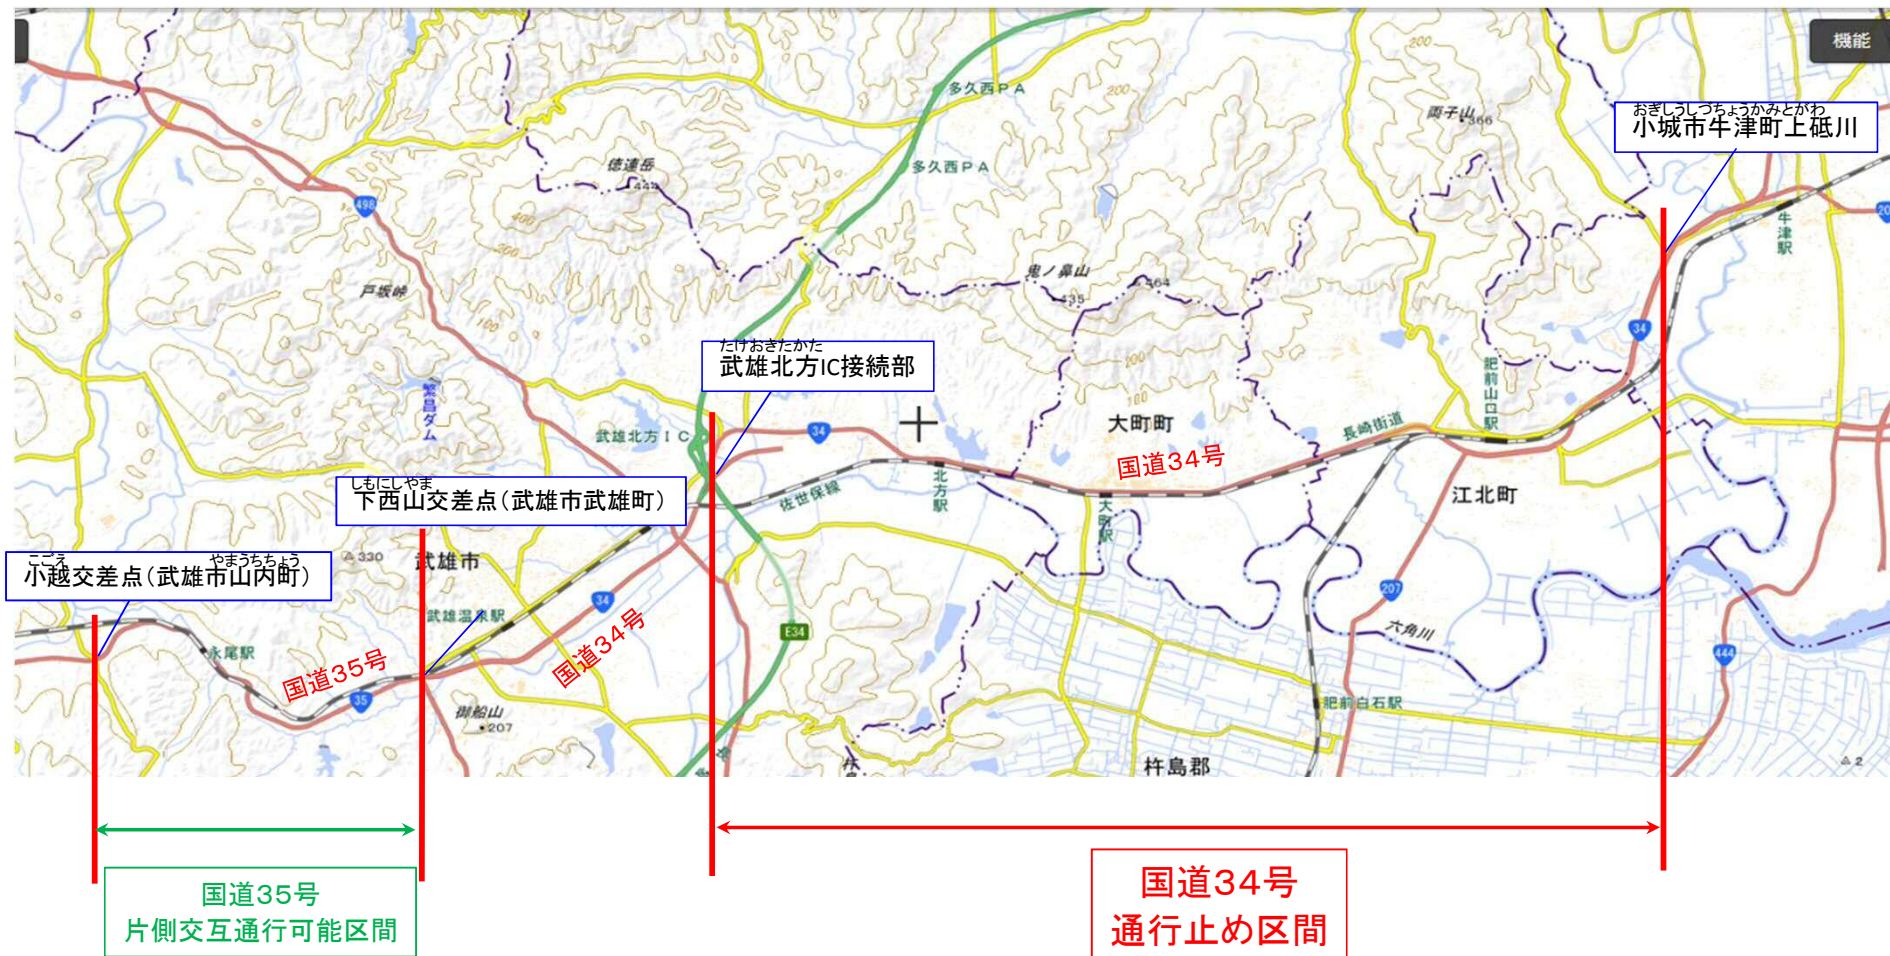 機能
多久西PA
200
200
両子山
366
おぎしうしづちょうかみとがわ
小城市牛津町上砥川
多久西PA
徳連岳
444
498
400
200
牛津駅
20
戸坂峠
鬼ノ鼻山
435
464
100
34
たけおきたかた
武雄北方IC接続部
100
100
肥前山口駅
繁昌ダム
大町町
長崎街道
武雄北方IC
34
国道34号
北方駅
佐世保線
大町駅
江北町
しもにしやま
下西山交差点（武雄市武雄町）
330
武雄市
こごえ
やまうちちょう
小越交差点（武雄市山内町）
武雄温泉駅
34
207
六角川
E34
永尾駅
国道35号
国道34号
444
35
御船山
207
肥前白石駅
杵島郡
2
国道35号
片側交互通行可能区間
国道34号
通行止め区間